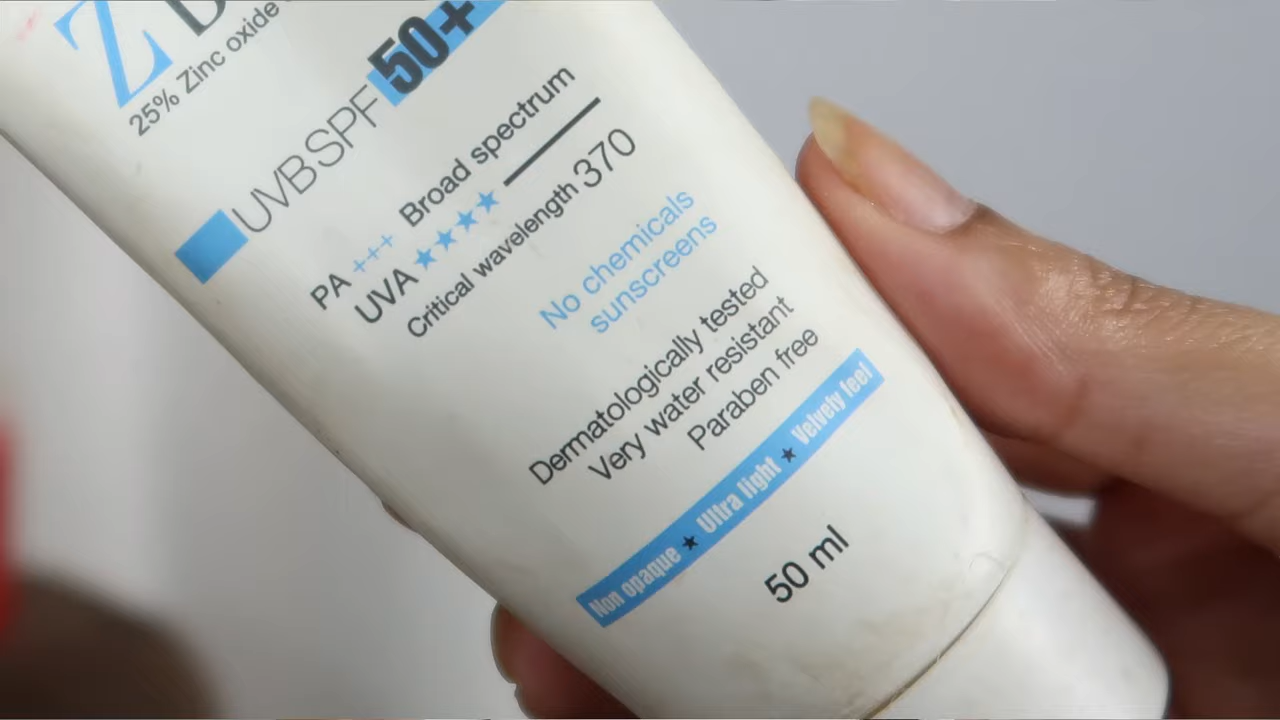 25% Zinc oxide
UVB SPF 50+
PA +++ Broad spectrum
UVA ★★★★
Critical wavelength 370
No chemicals
sunscreens
Dermatologically tested
Very water resistant
Paraben free
Non opaque ★ Ultra light ★ Velvety feel
50 ml